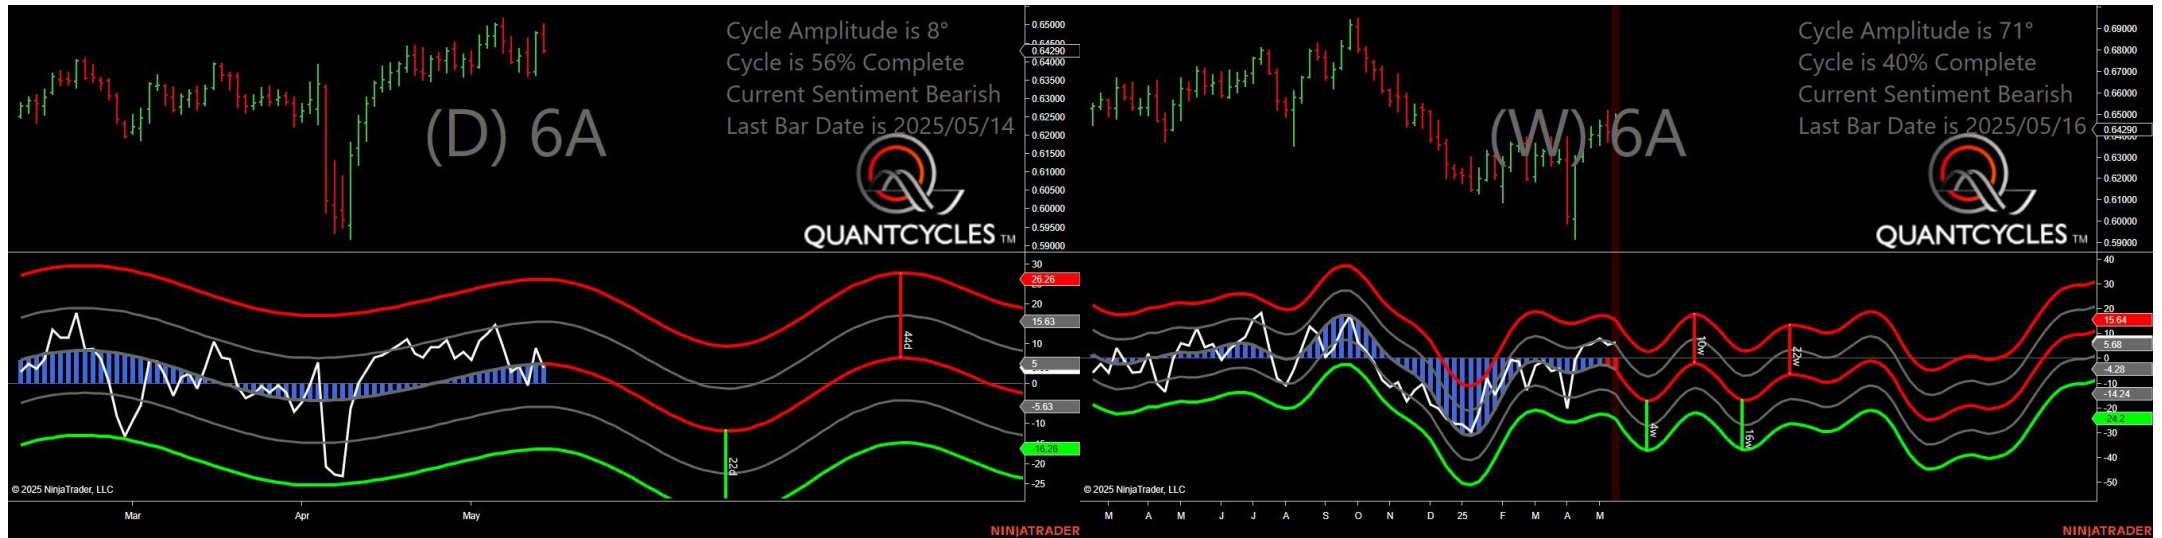 Cycle Amplitude is 8°
Cycle is 56% Complete
Current Sentiment Bearish
Last Bar Date is 2025/05/14
(D) 6A
QUANTCYCLES TM
0.65000
0.64290
0.64000
0.63500
0.63000
0.62500
0.62000
0.61500
0.61000
0.60500
0.60000
0.59500
0.59000
30
26.26
20
15.63
10
5
0
-5.63
-10
-16.26
-20
-25
44d
22d
© 2025 NinjaTrader, LLC
Mar Apr May
NINJATRADER
Cycle Amplitude is 71°
Cycle is 40% Complete
Current Sentiment Bearish
Last Bar Date is 2025/05/16
(W) 6A
QUANTCYCLES TM
0.69000
0.68000
0.67000
0.66000
0.65000
0.64290
0.63000
0.62000
0.61000
0.60000
0.59000
40
30
20
15.64
10
5.68
0
-4.28
-10
-14.24
-20
-24.2
-30
-40
-50
10w
22w
4w
16w
© 2025 NinjaTrader, LLC
M A M J J A S O N D 25 F M A M
NINJATRADER